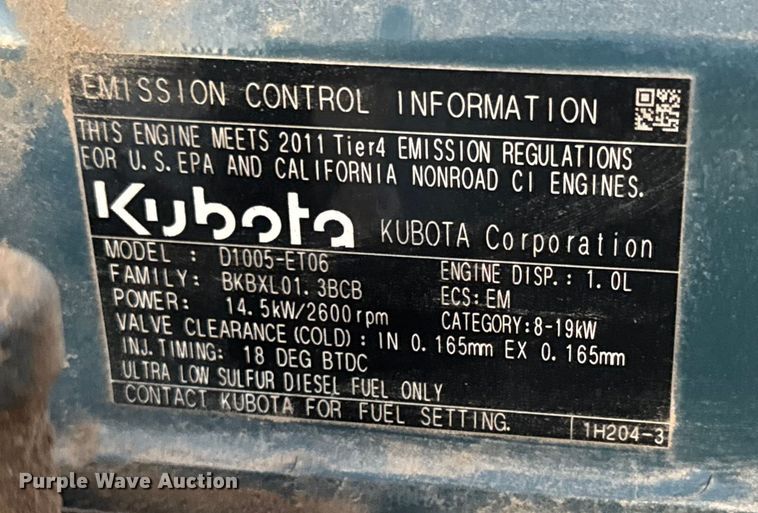 EMISSION CONTROL INFORMATION
THIS ENGINE MEETS 2011 Tier4 EMISSION REGULATIONS
FOR U.S. EPA AND CALIFORNIA NONROAD CI ENGINES.
Kubota KUBOTA Corporation
MODEL : D1005-ET06 ENGINE DISP.: 1.0L
FAMILY: BKBXL01.3BCB ECS:EM
POWER: 14.5kW/2600rpm CATEGORY:8-19kW
VALVE CLEARANCE(COLD): IN 0.165mm EX 0.165mm
INJ.TIMING: 18 DEG BTDC
ULTRA LOW SULFUR DIESEL FUEL ONLY
CONTACT KUBOTA FOR FUEL SETTING.
1H204-3
Purple Wave Auction